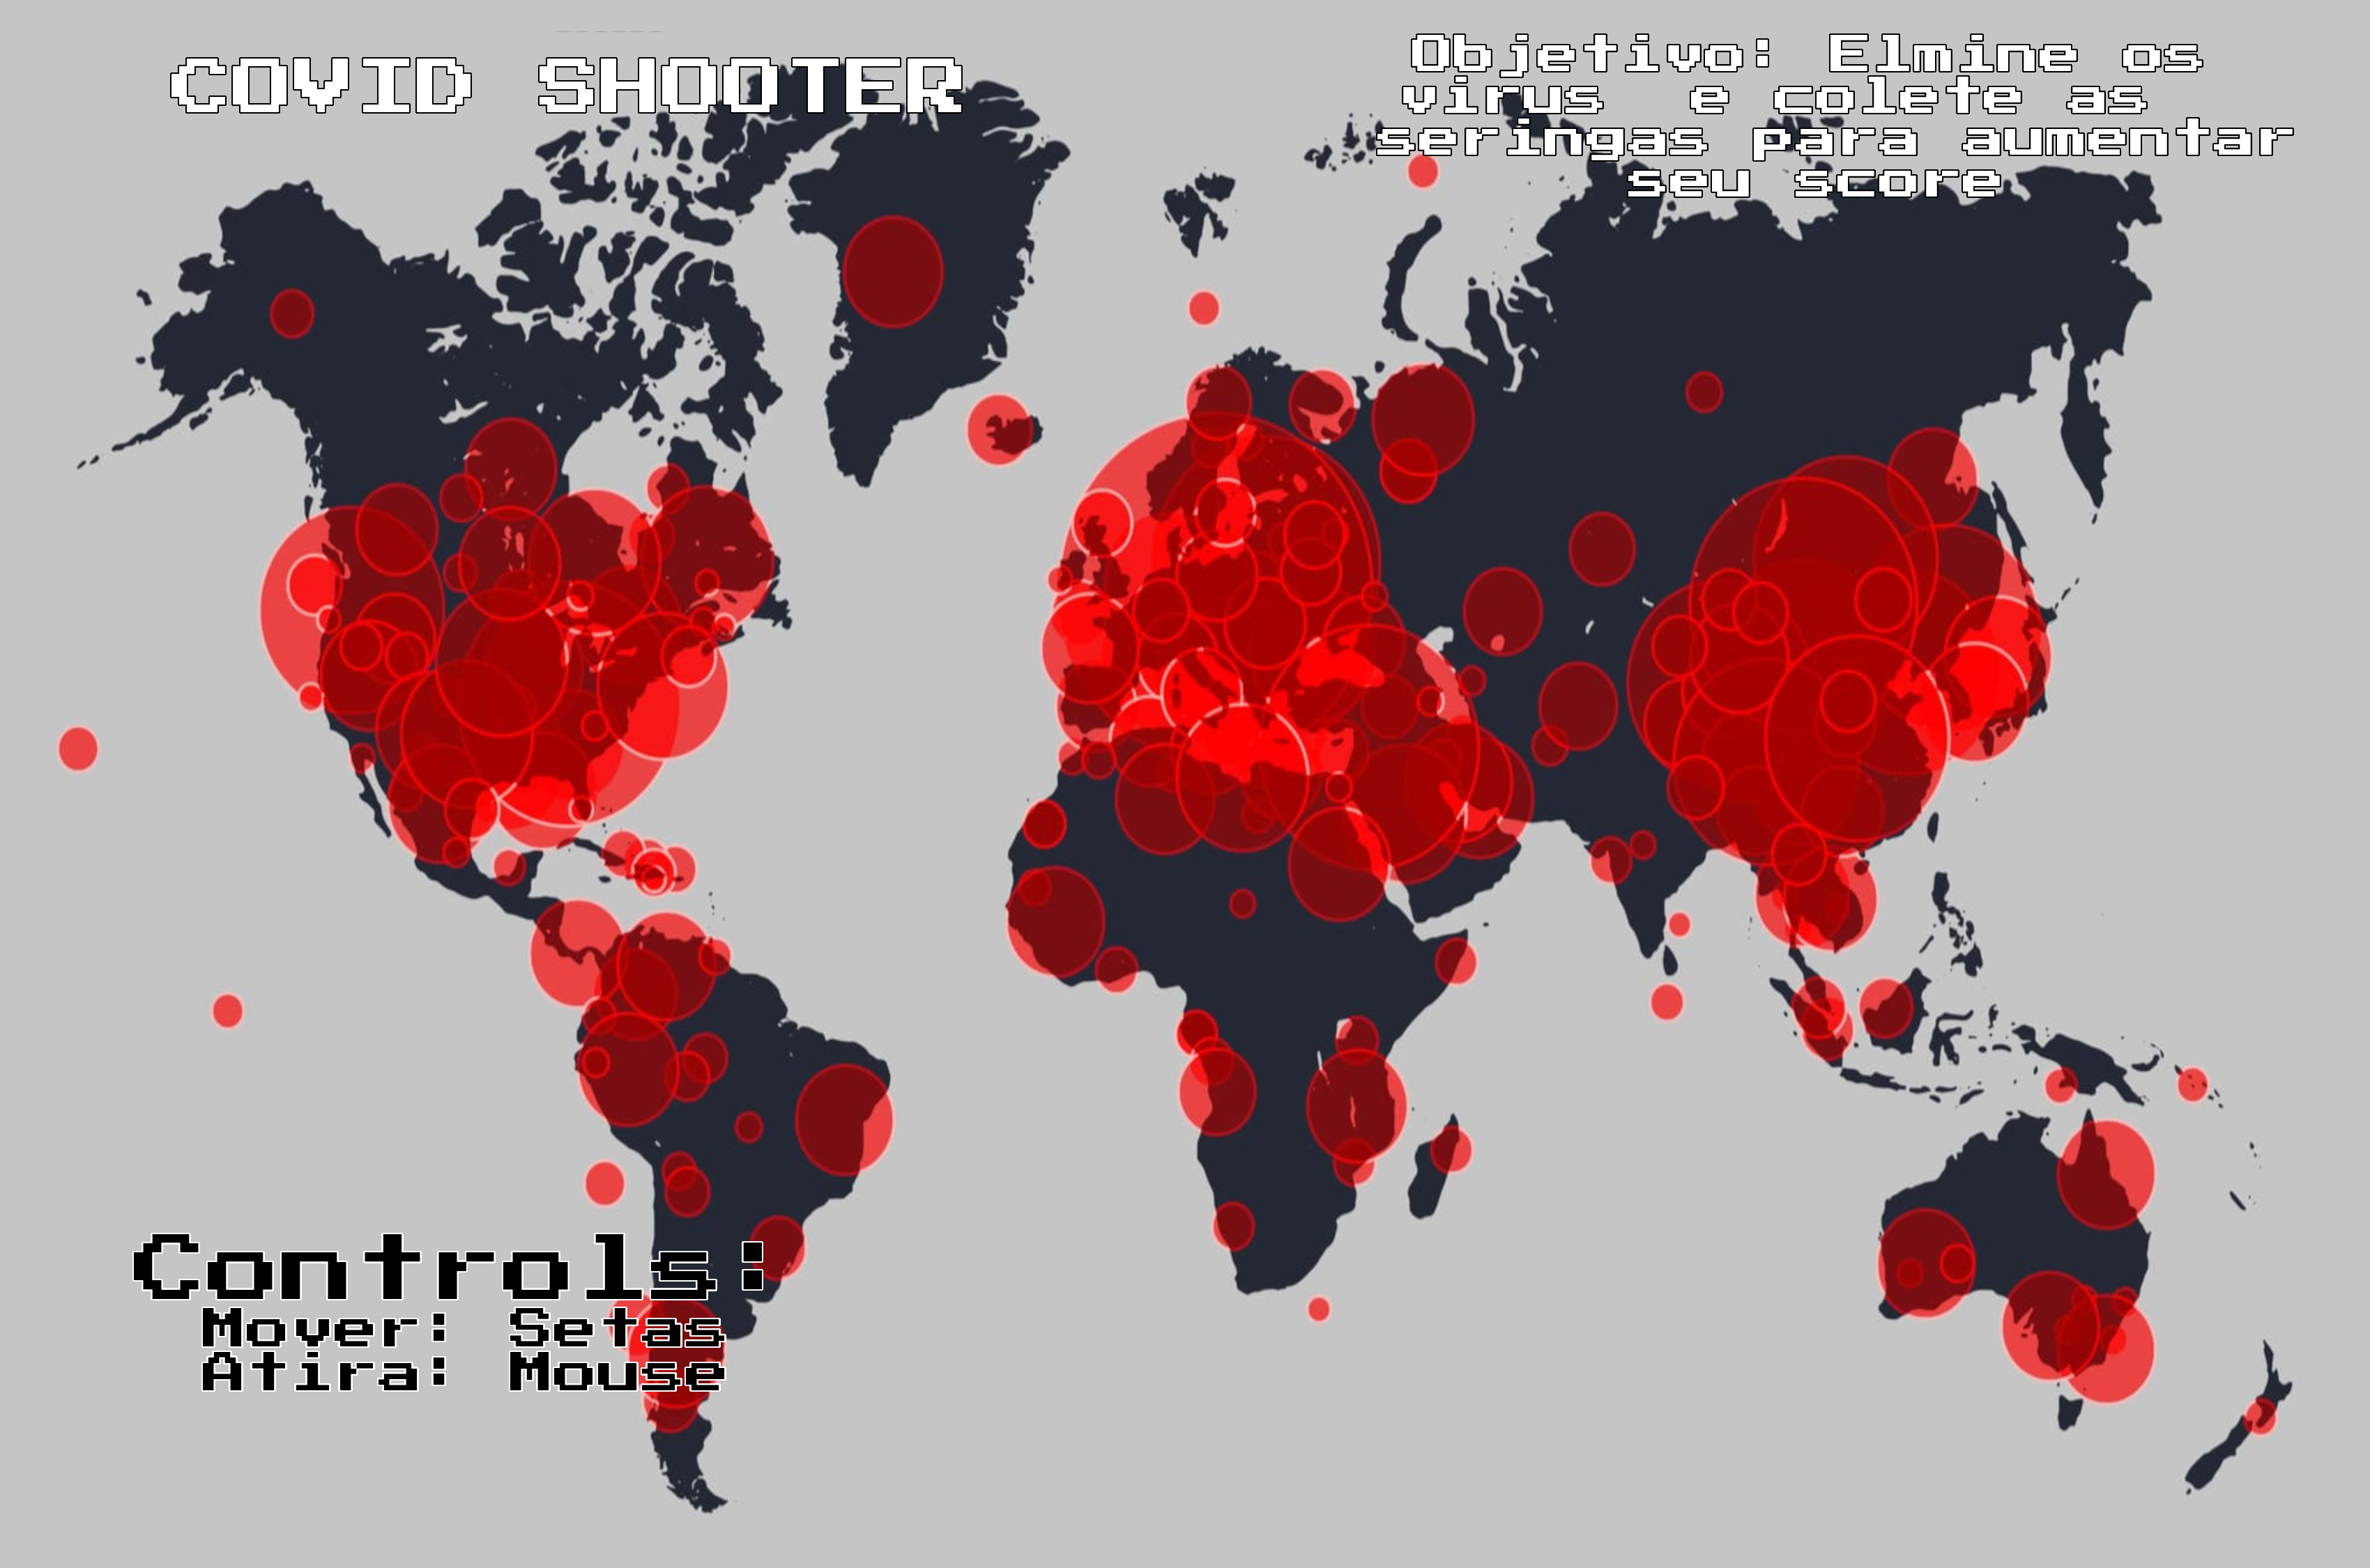 COVID SHOOTER
Objetivo: Elmine os
virus e colete as
seringas para aumentar
seu score
Controls:
Mover: Setas
Atira: Mouse